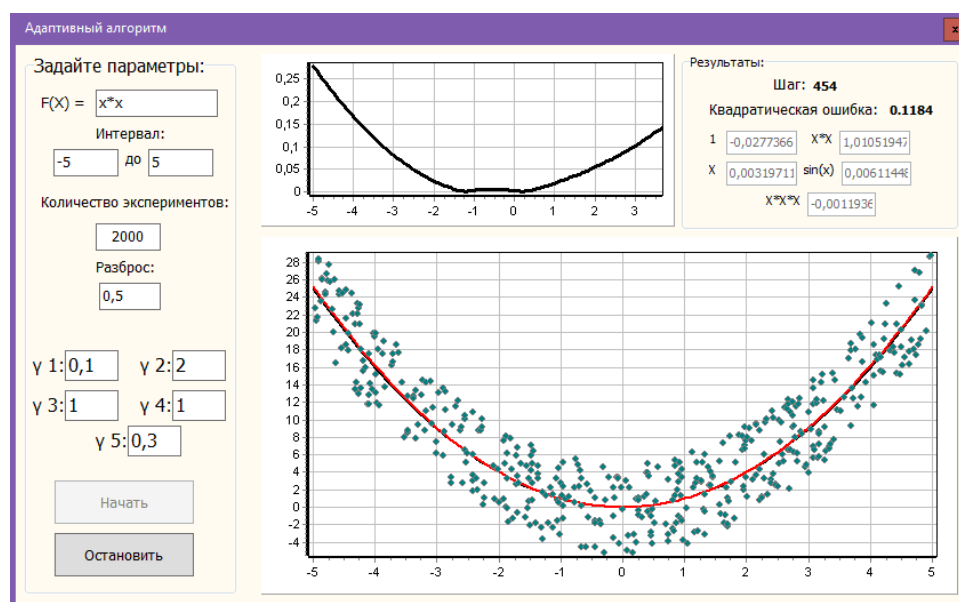 Адаптивный алгоритм
x
Задайте параметры:
F(X) = x*x
Интервал:
-5 до 5
Количество экспериментов:
2000
Разброс:
0,5
γ 1: 0,1 γ 2: 2
γ 3: 1 γ 4: 1
γ 5: 0,3
Начать
Остановить
0,25
0,2
0,15
0,1
0,05
0
-5 -4 -3 -2 -1 0 1 2 3
Результаты:
Шаг: 454
Квадратическая ошибка: 0.1184
1 -0,0277366 X*X 1,01051947
X 0,00319711 sin(x) 0,00611448
X*X*X -0,0011936
28
26
24
22
20
18
16
14
12
10
8
6
4
2
0
-2
-4
-5 -4 -3 -2 -1 0 1 2 3 4 5